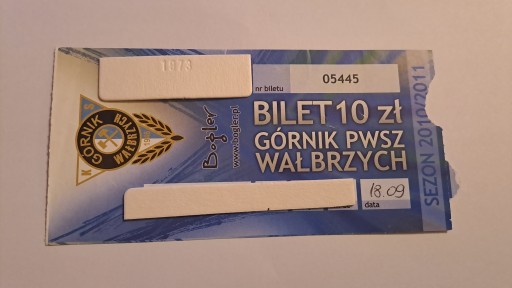 1973
nr biletu 05445
BILET 10 zł
GÓRNIK PWSZ
WAŁBRZYCH
SEZON 2010/2011
Bogler
www.bogler.pl
KS
GÓRNIK
WAŁBRZYCH
18.09
data